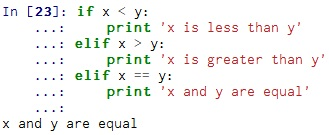 In [23]: if x < y:
    ...:     print 'x is less than y'
    ...: elif x > y:
    ...:     print 'x is greater than y'
    ...: elif x == y:
    ...:     print 'x and y are equal'
    ...:
x and y are equal